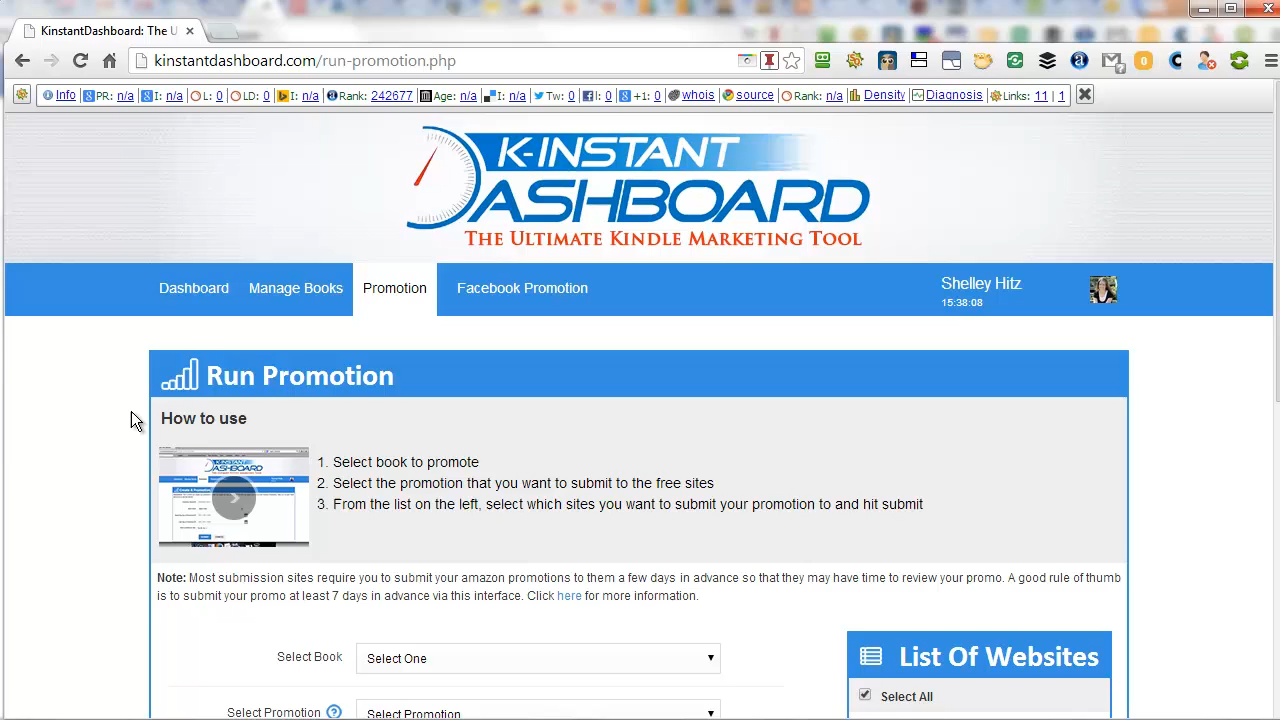 KinstantDashboard: The U
kinstantdashboard.com/run-promotion.php
Info PR: n/a I: n/a L: 0 LD: 0 I: n/a Rank: 242677 Age: n/a I: n/a Tw: 0 l: 0 +1: 0 whois source Rank: n/a Density Diagnosis Links: 11 | 1
K-INSTANT
DASHBOARD
THE ULTIMATE KINDLE MARKETING TOOL
Dashboard Manage Books Promotion Facebook Promotion Shelley Hitz
15:38:08
Run Promotion
How to use
1. Select book to promote
2. Select the promotion that you want to submit to the free sites
3. From the list on the left, select which sites you want to submit your promotion to and hit submit
Note: Most submission sites require you to submit your amazon promotions to them a few days in advance so that they may have time to review your promo. A good rule of thumb
is to submit your promo at least 7 days in advance via this interface. Click here for more information.
Select Book Select One
List Of Websites
Select All
Select Promotion ? Select Promotion